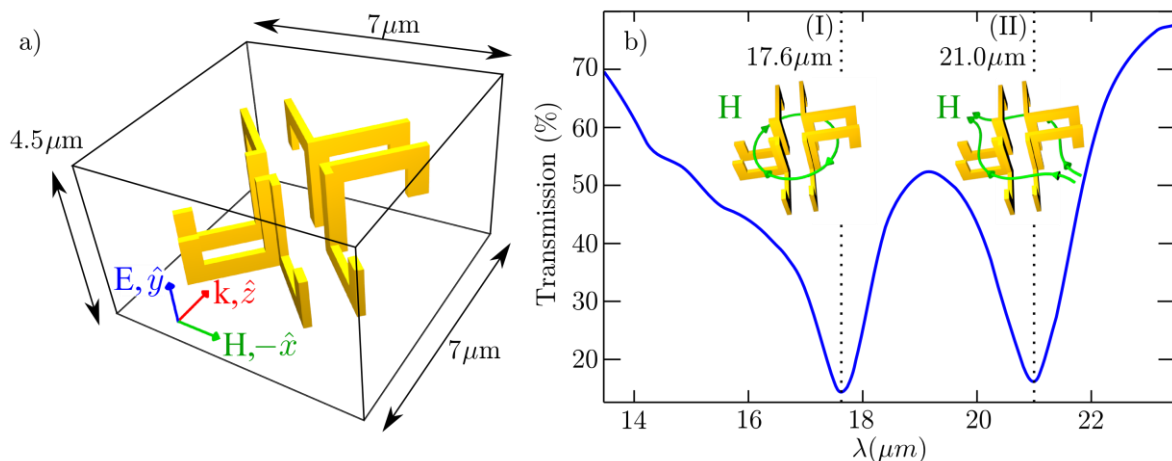 a)
7μm
4.5μm
E, ŷ
k, ẑ
H, −x̂
7μm
b)
(I)
(II)
17.6μm
21.0μm
H
H
Transmission (%)
70
60
50
40
30
20
14
16
18
20
22
λ(μm)